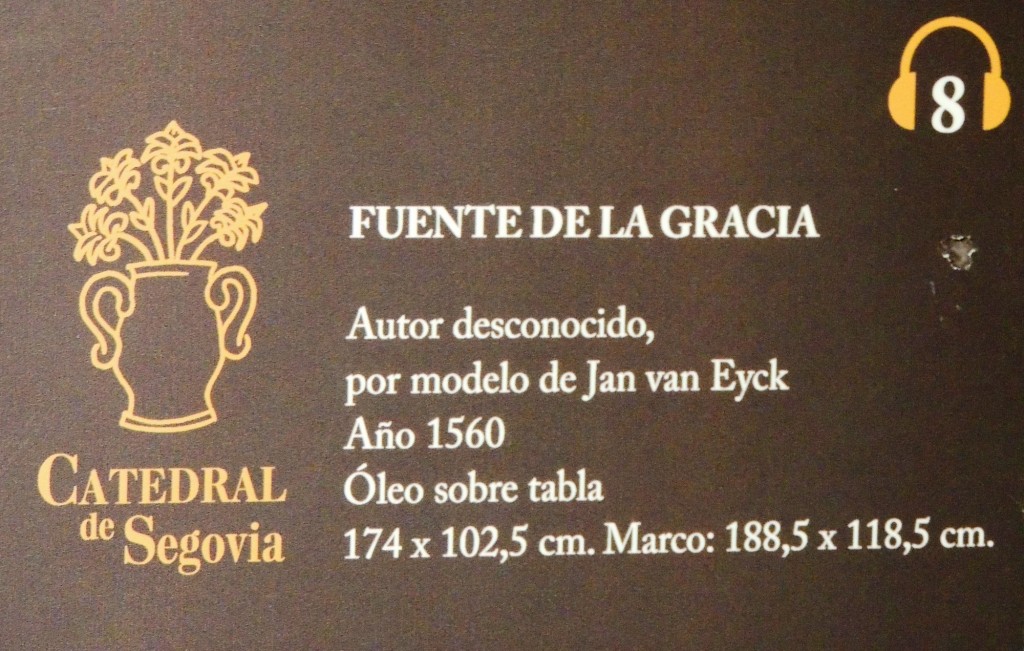 8
FUENTE DE LA GRACIA
Autor desconocido,
por modelo de Jan van Eyck
Año 1560
Óleo sobre tabla
174 x 102,5 cm. Marco: 188,5 x 118,5 cm.
CATEDRAL
de Segovia